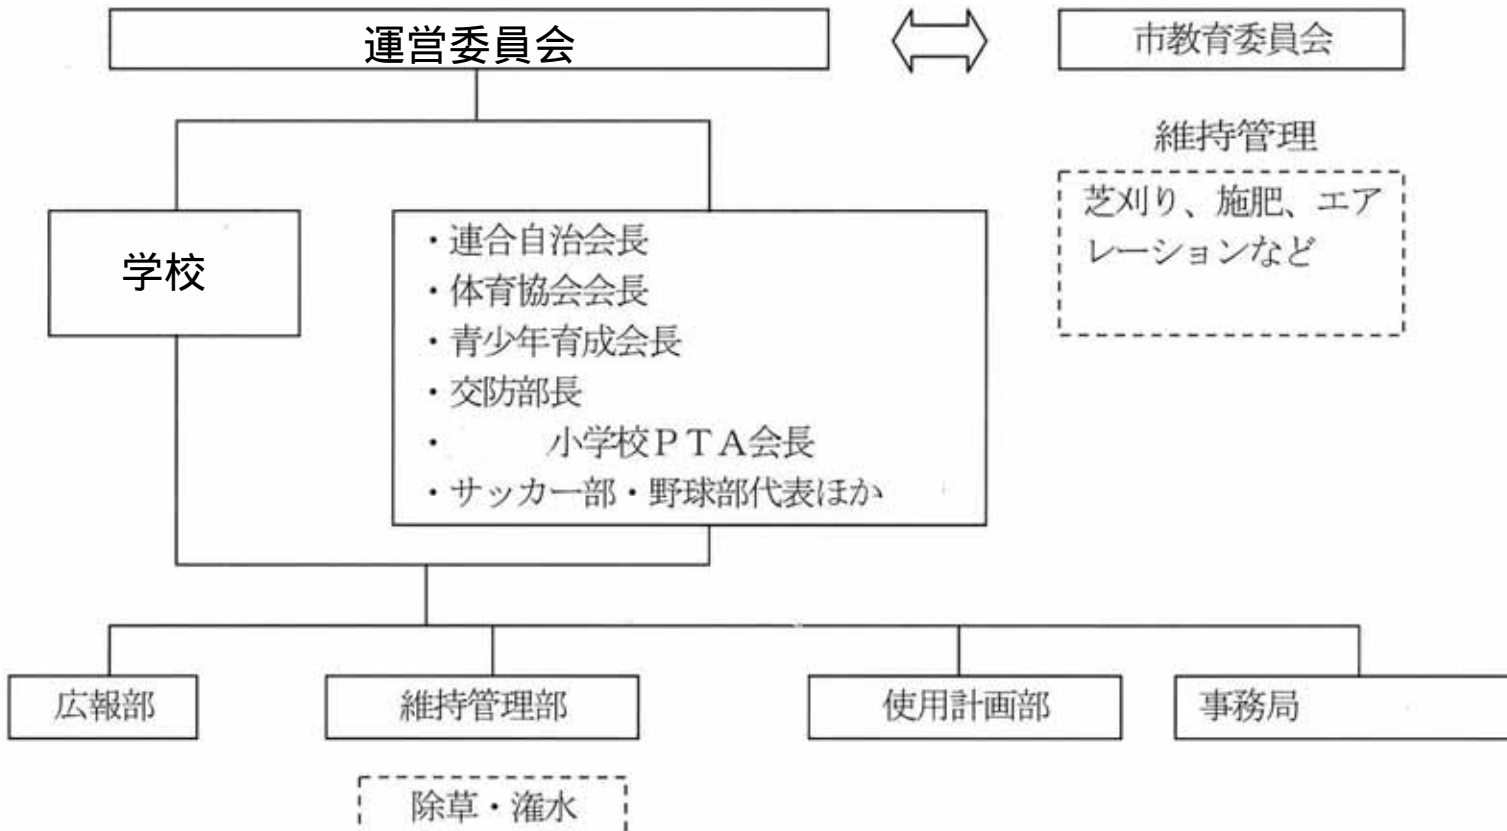 運営委員会
市教育委員会
維持管理
芝刈り、施肥、エア
レーションなど
学校
・連合自治会長
・体育協会会長
・青少年育成会長
・交防部長
・　　　小学校ＰＴＡ会長
・サッカー部・野球部代表ほか
広報部
維持管理部
使用計画部
事務局
除草・潅水